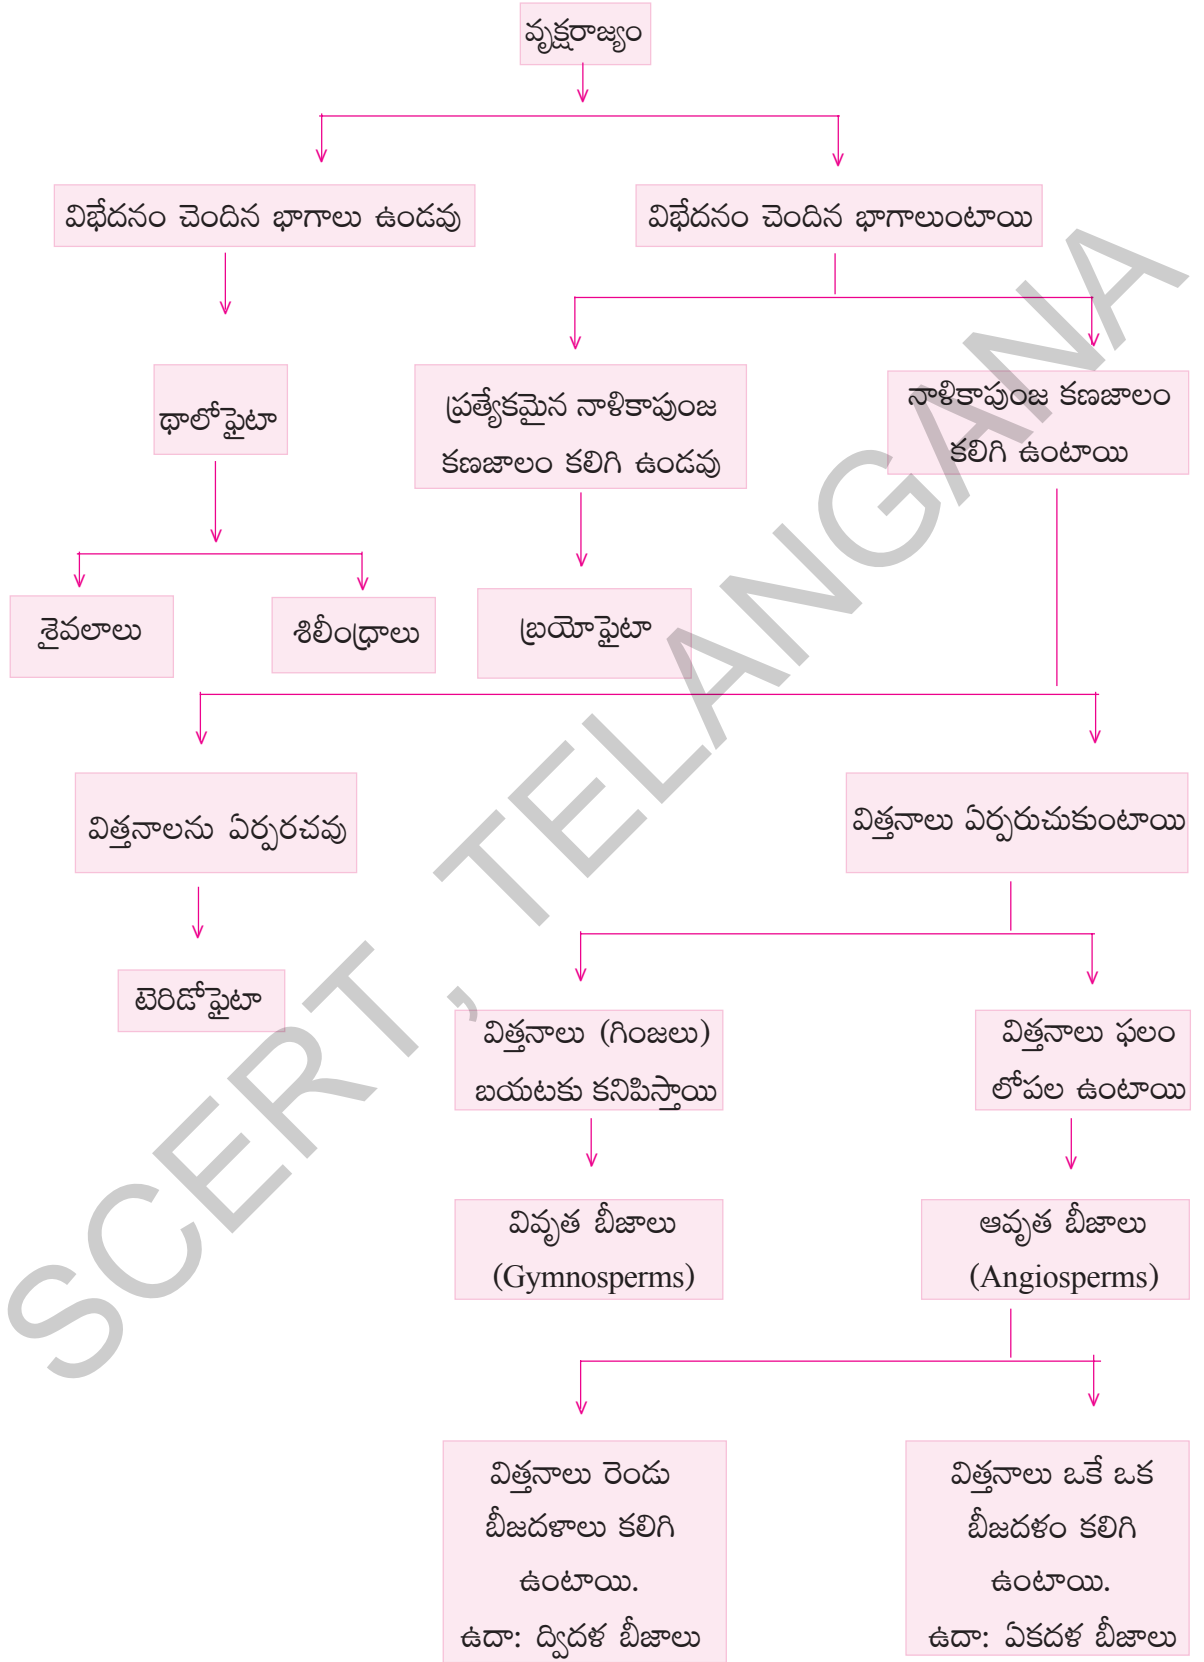 వృక్షరాజ్యం
విభేదనం చెందిన భాగాలు ఉండవు
విభేదనం చెందిన భాగాలుంటాయి
థాలోఫైటా
ప్రత్యేకమైన నాళికాపుంజ
కణజాలం కలిగి ఉండవు
నాళికాపుంజ కణజాలం
కలిగి ఉంటాయి
శైవలాలు
శిలీంధ్రాలు
బ్రయోఫైటా
విత్తనాలను ఏర్పరచవు
విత్తనాలు ఏర్పరుచుకుంటాయి
టెరిడోఫైటా
విత్తనాలు (గింజలు)
బయటకు కనిపిస్తాయి
విత్తనాలు ఫలం
లోపల ఉంటాయి
వివృత బీజాలు
(Gymnosperms)
ఆవృత బీజాలు
(Angiosperms)
విత్తనాలు రెండు
బీజదళాలు కలిగి
ఉంటాయి.
ఉదా: ద్విదళ బీజాలు
విత్తనాలు ఒకే ఒక
బీజదళం కలిగి
ఉంటాయి.
ఉదా: ఏకదళ బీజాలు
SCERT , TELANGANA